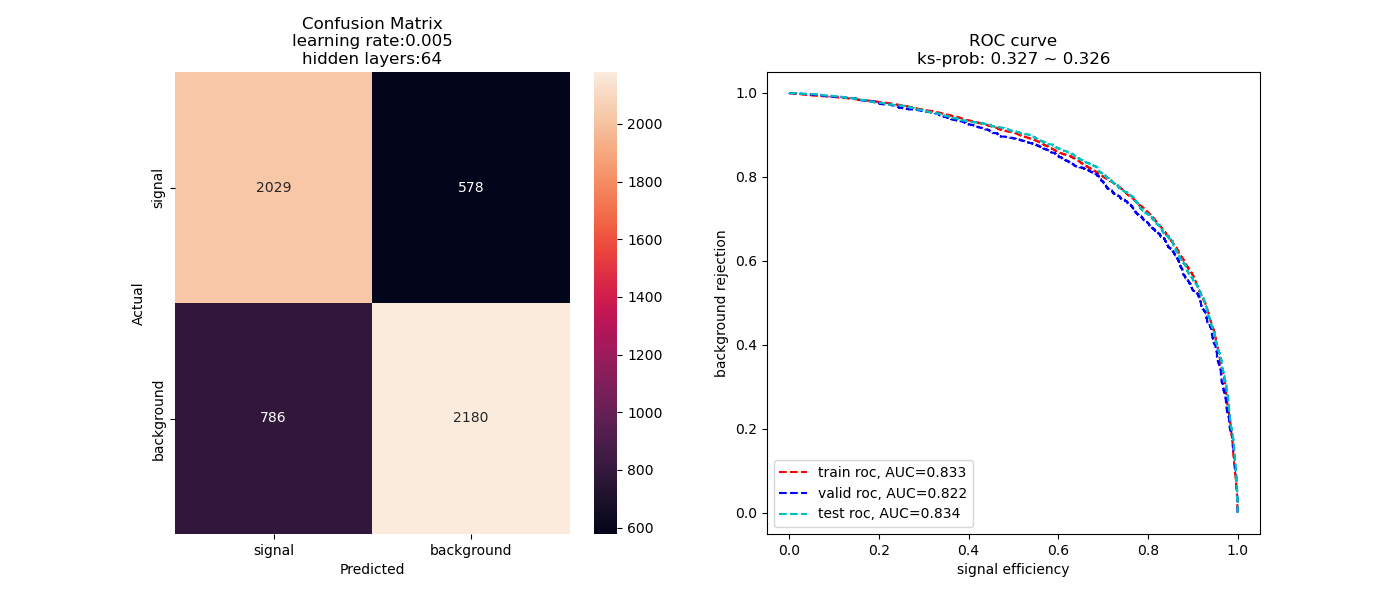 Confusion Matrix
learning rate:0.005
hidden layers:64
signal
background
Actual
2029
578
786
2180
signal
background
Predicted
2000
1800
1600
1400
1200
1000
800
600
ROC curve
ks-prob: 0.327 ~ 0.326
background rejection
1.0
0.8
0.6
0.4
0.2
0.0
train roc, AUC=0.833
valid roc, AUC=0.822
test roc, AUC=0.834
0.0
0.2
0.4
0.6
0.8
1.0
signal efficiency